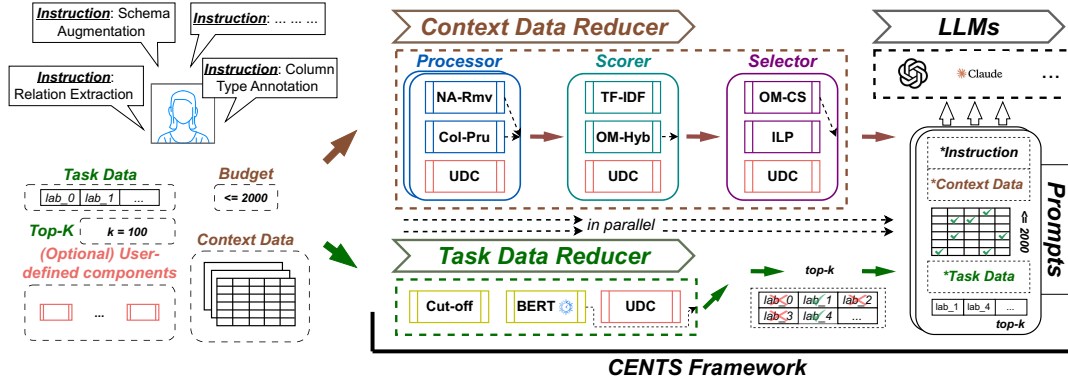 Instruction: Schema
Augmentation
Instruction: ... ... ...
Instruction:
Relation Extraction
Instruction: Column
Type Annotation
Task Data
lab_0 lab_1 ...
Budget
<= 2000
Top-K
k = 100
(Optional) User-
defined components
...
Context Data
Context Data Reducer
Processor
NA-Rmv
Col-Pru
UDC
Scorer
TF-IDF
OM-Hyb
UDC
Selector
OM-CS
ILP
UDC
in parallel
Task Data Reducer
Cut-off
BERT
UDC
top-k
lab_0 lab_1 lab_2
lab_3 lab_4 ...
LLMs
Claude
...
*Instruction
*Context Data
<= 2000
*Task Data
lab_1 lab_4 ...
top-k
Prompts
CENTS Framework